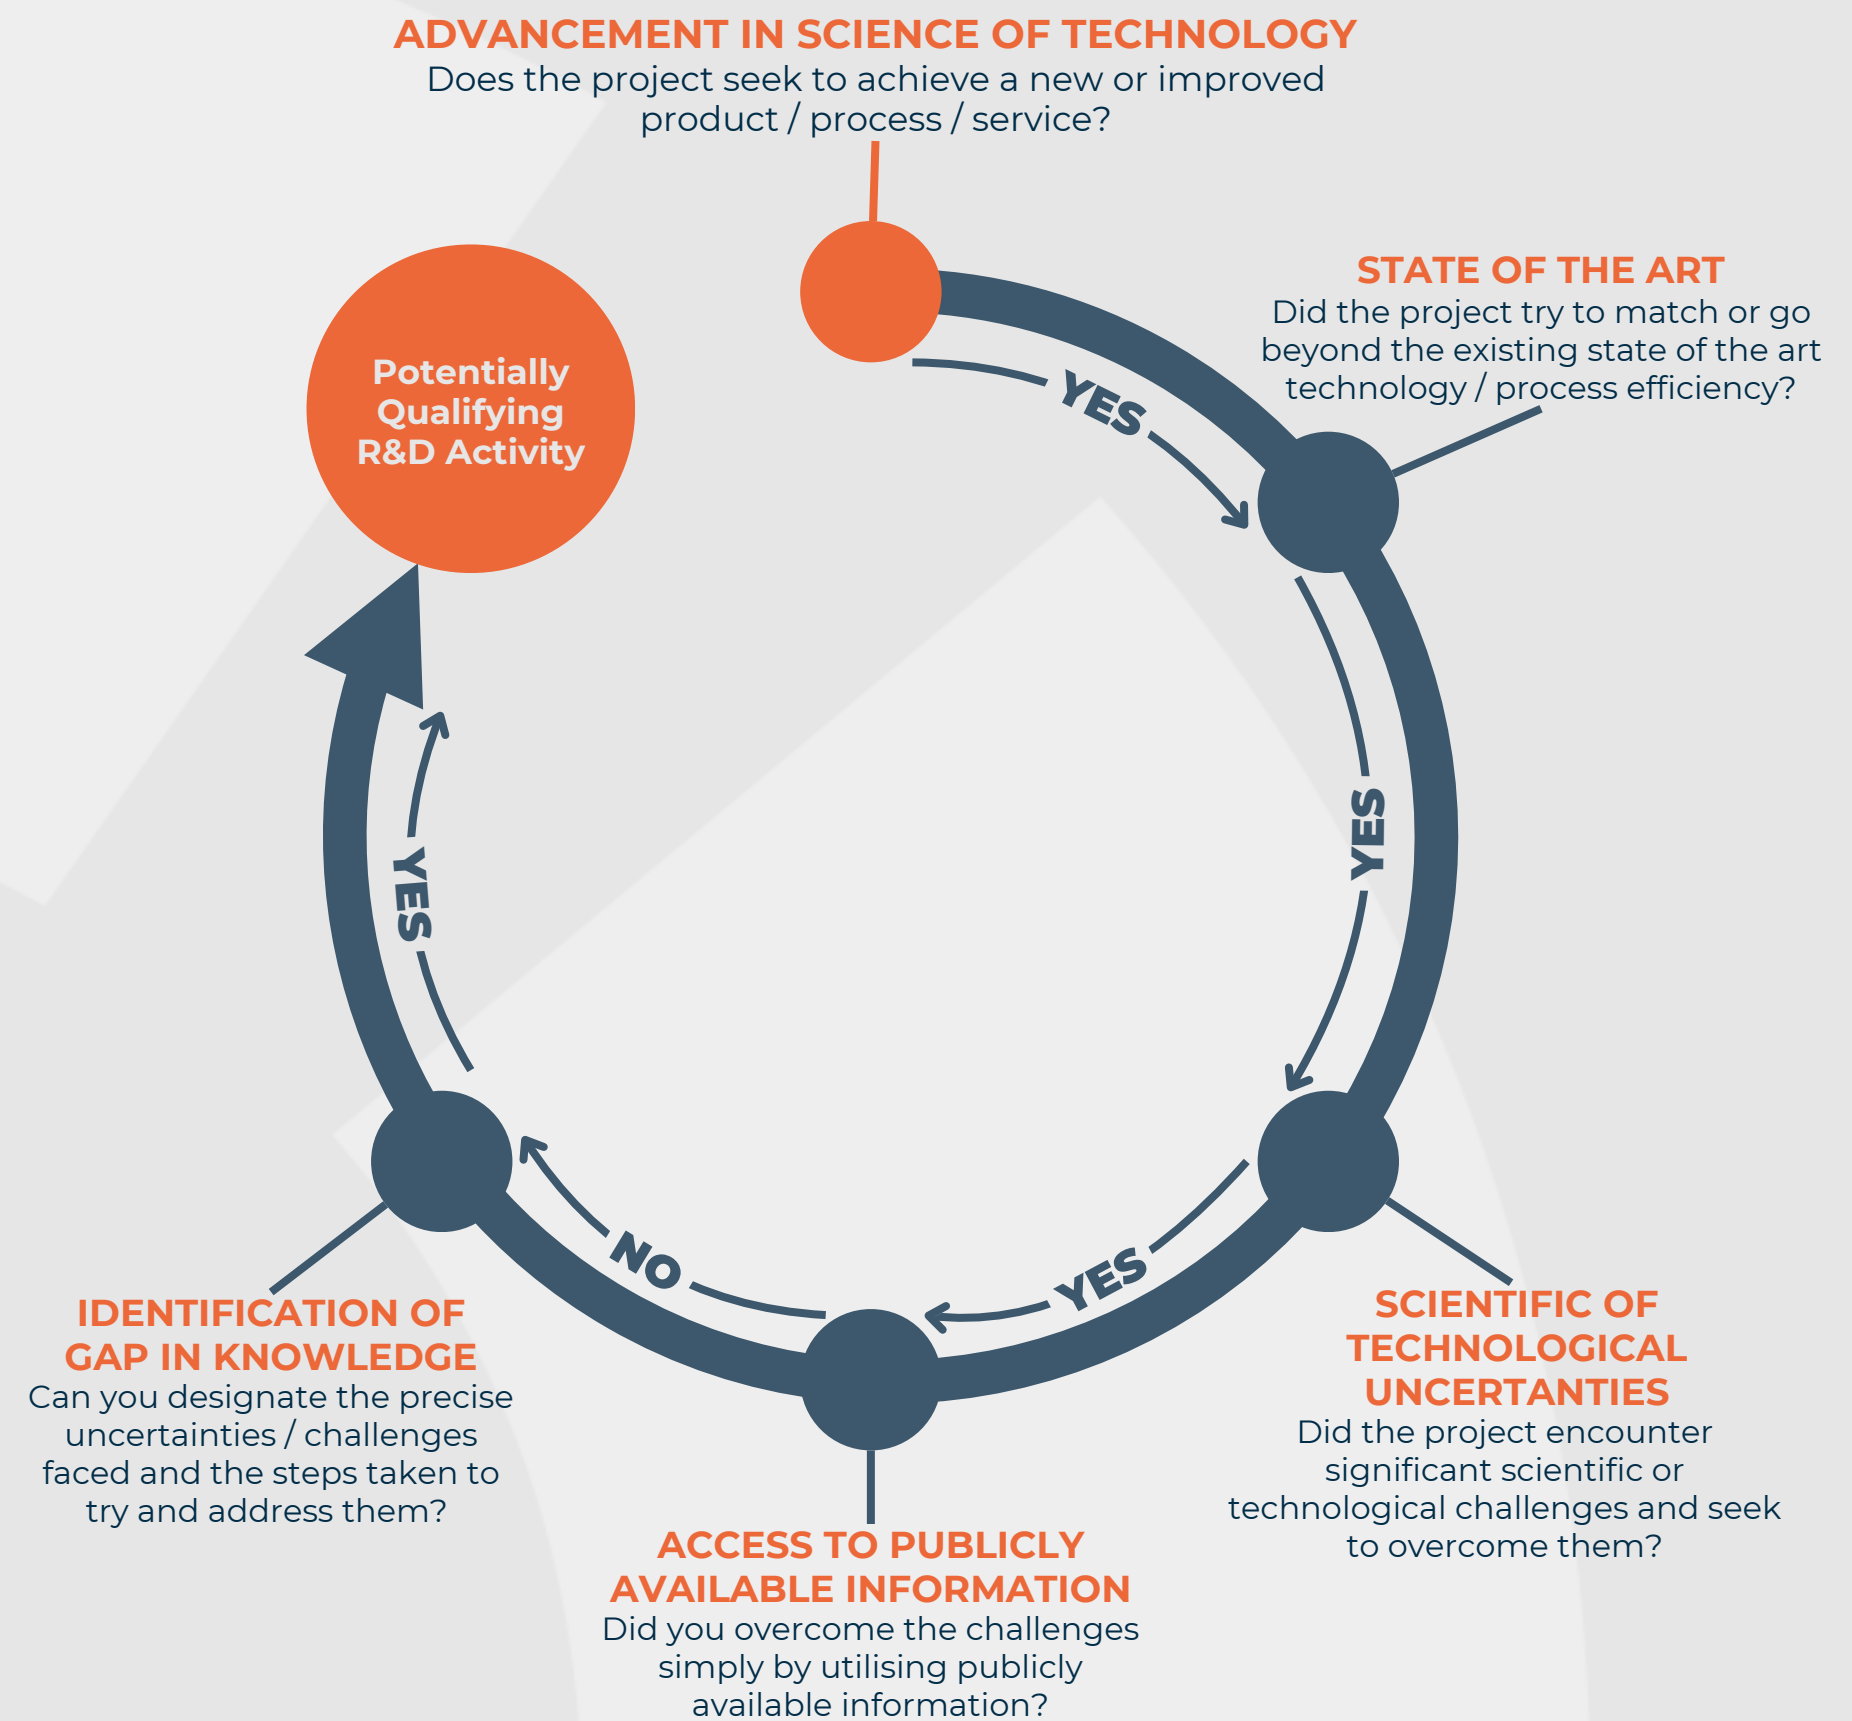 ADVANCEMENT IN SCIENCE OF TECHNOLOGY
Does the project seek to achieve a new or improved
product / process / service?
STATE OF THE ART
Did the project try to match or go
beyond the existing state of the art
technology / process efficiency?
Potentially
Qualifying
R&D Activity
YES
YES
YES
YES
NO
SCIENTIFIC OF
TECHNOLOGICAL
UNCERTANTIES
Did the project encounter
significant scientific or
technological challenges and seek
to overcome them?
IDENTIFICATION OF
GAP IN KNOWLEDGE
Can you designate the precise
uncertainties / challenges
faced and the steps taken to
try and address them?
ACCESS TO PUBLICLY
AVAILABLE INFORMATION
Did you overcome the challenges
simply by utilising publicly
available information?